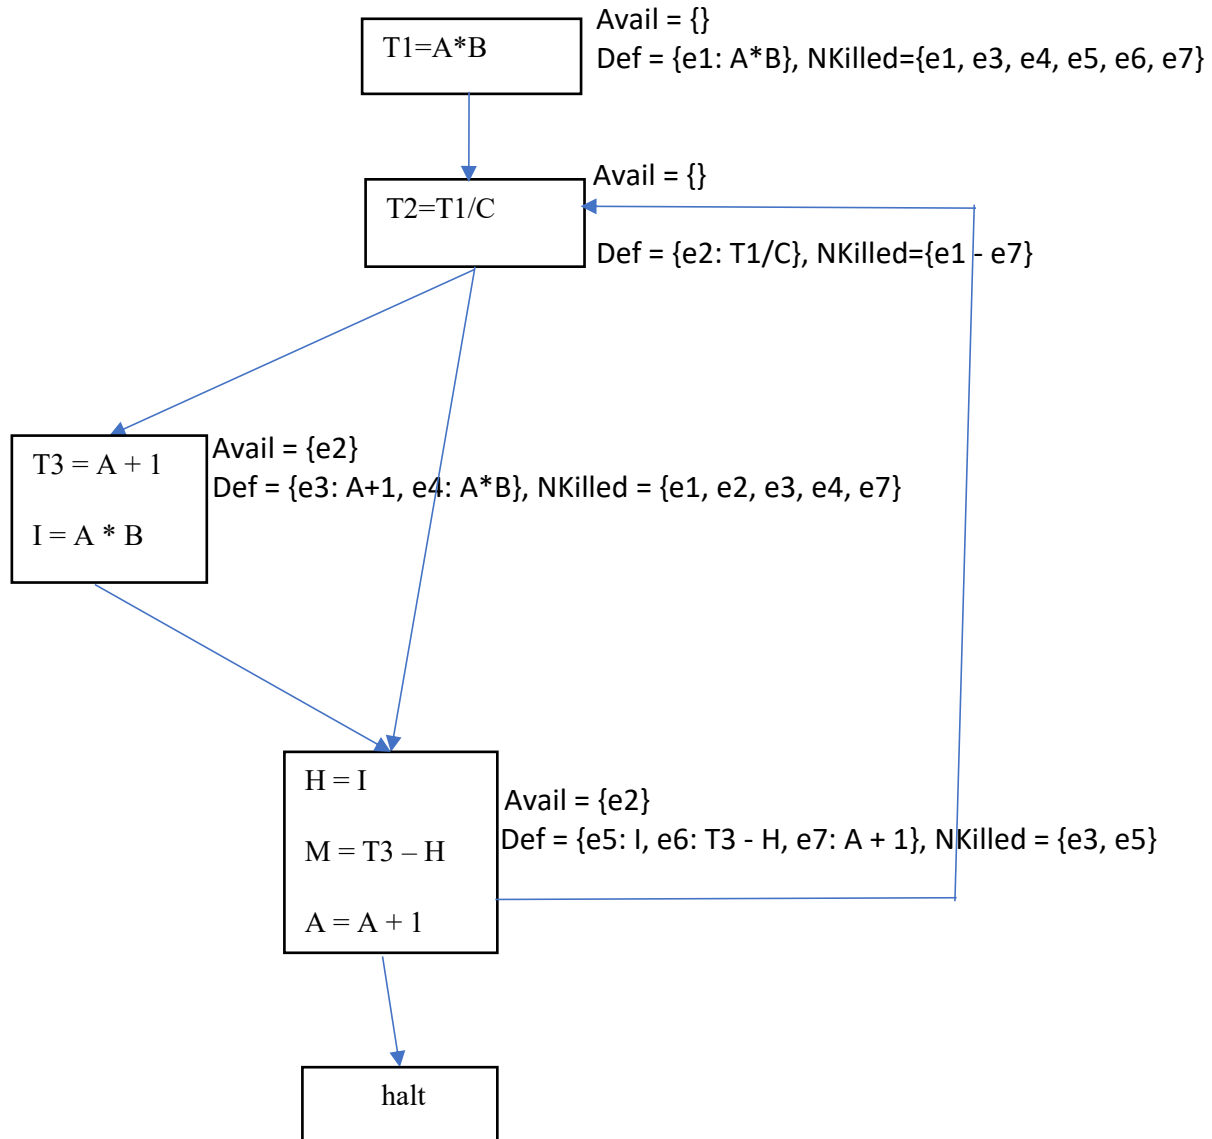 T1=A*B
Avail = {}
Def = {e1: A*B}, NKilled={e1, e3, e4, e5, e6, e7}
T2=T1/C
Avail = {}
Def = {e2: T1/C}, NKilled={e1 - e7}
T3 = A + 1
I = A * B
Avail = {e2}
Def = {e3: A+1, e4: A*B}, NKilled = {e1, e2, e3, e4, e7}
H = I
M = T3 – H
A = A + 1
Avail = {e2}
Def = {e5: I, e6: T3 - H, e7: A + 1}, NKilled = {e3, e5}
halt